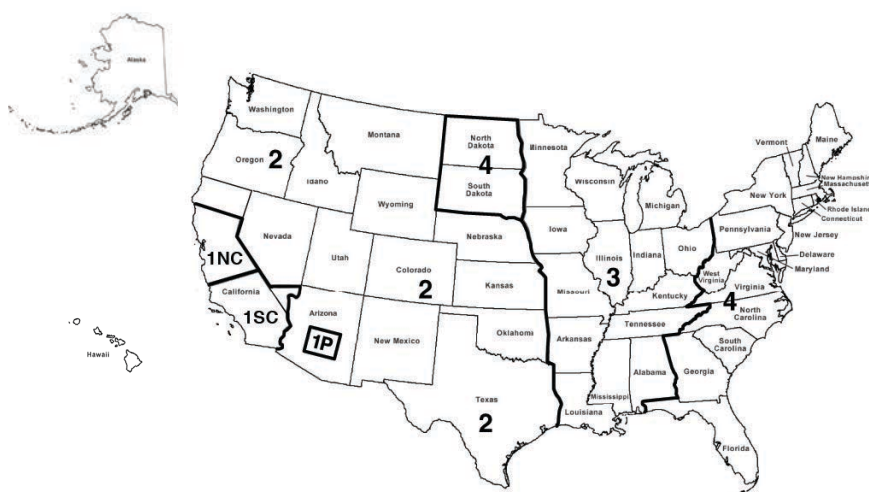 Alaska
Washington
Montana
North
Dakota
4
Minnesota
Vermont
Maine
Oregon
2
Idaho
South
Dakota
Wisconsin
Michigan
New York
New Hampshire
Massachusett
Rhode Island
Connecticut
Wyoming
Iowa
Pennsylvania
New Jersey
Nevada
Utah
Nebraska
Illinois
3
Indiana
Ohio
Delaware
Maryland
1NC
California
1SC
Colorado
2
Kansas
Missouri
West
Virginia
Virginia
Kentucky
4
North
Carolina
Arizona
1P
New Mexico
Oklahoma
Arkansas
Tennessee
South
Carolina
Hawaii
Texas
2
Mississippi
Alabama
Georgia
Louisiana
Florida